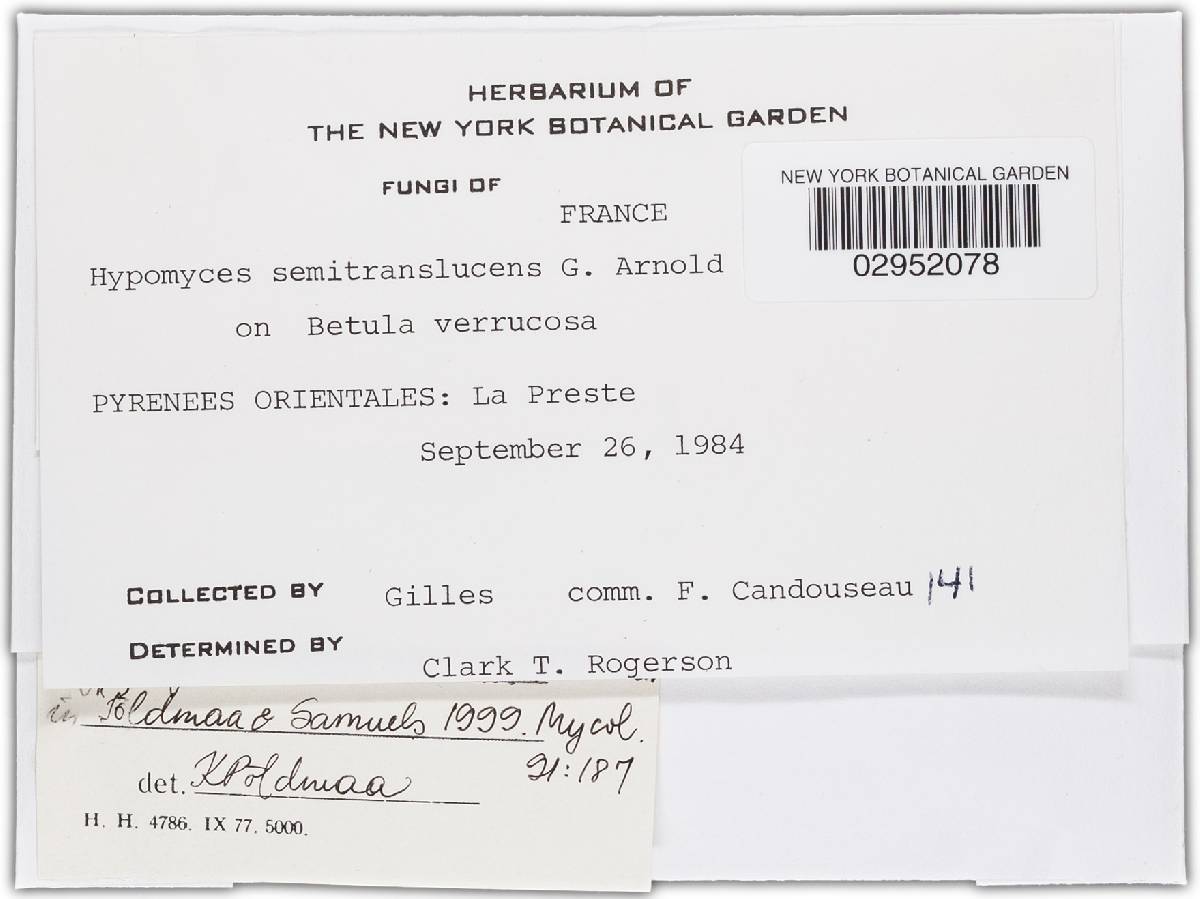 HERBARIUM OF
THE NEW YORK BOTANICAL GARDEN
FUNGI OF
FRANCE
NEW YORK BOTANICAL GARDEN
02952078
Hypomyces semitranslucens G. Arnold
on Betula verrucosa
PYRENEES ORIENTALES: La Preste
September 26, 1984
COLLECTED BY Gilles comm. F. Candouseau 141
DETERMINED BY
Clark T. Rogerson
in Põldmaa & Samuels 1999. Mycol.
91:187
det. KPõldmaa
H. H. 4786. IX 77. 5000.